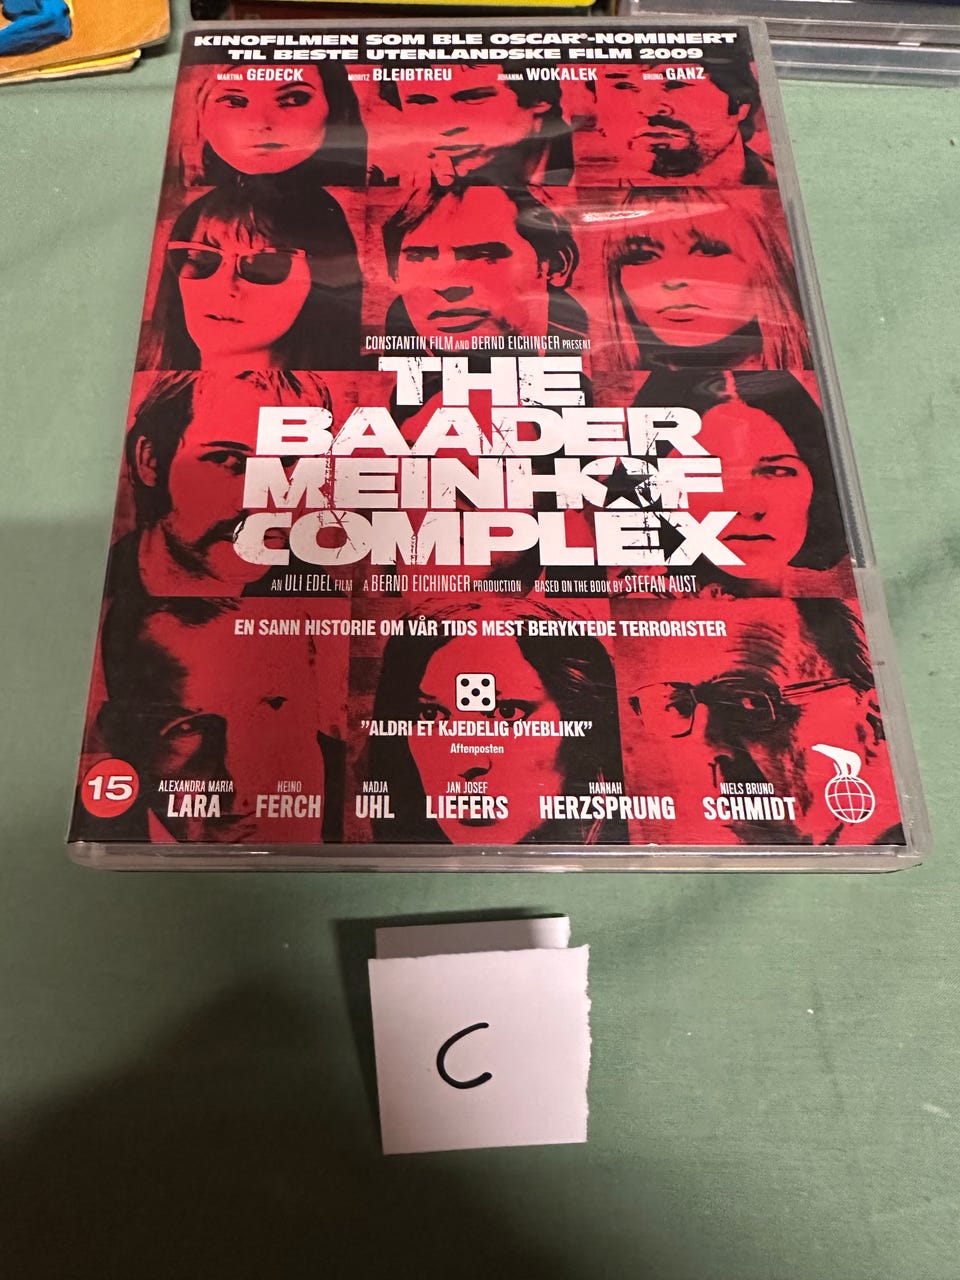 KINOFILMEN SOM BLE OSCAR®-NOMINERT
TIL BESTE UTENLANDSKE FILM 2009
MARTINA GEDECK MORITZ BLEIBTREU JOHANNA WOKALEK BRUNO GANZ
CONSTANTIN FILM AND BERND EICHINGER PRESENT
THE
BAADER
MEINHOF
COMPLEX
AN ULI EDEL FILM A BERND EICHINGER PRODUCTION BASED ON THE BOOK BY STEFAN AUST
EN SANN HISTORIE OM VÅR TIDS MEST BERYKTEDE TERRORISTER
”ALDRI ET KJEDELIG ØYEBLIKK”
Aftenposten
15
ALEXANDRA MARIA LARA HEINO FERCH NADJA UHL JAN JOSEF LIEFERS HANNAH HERZSPRUNG NIELS BRUNO SCHMIDT
C